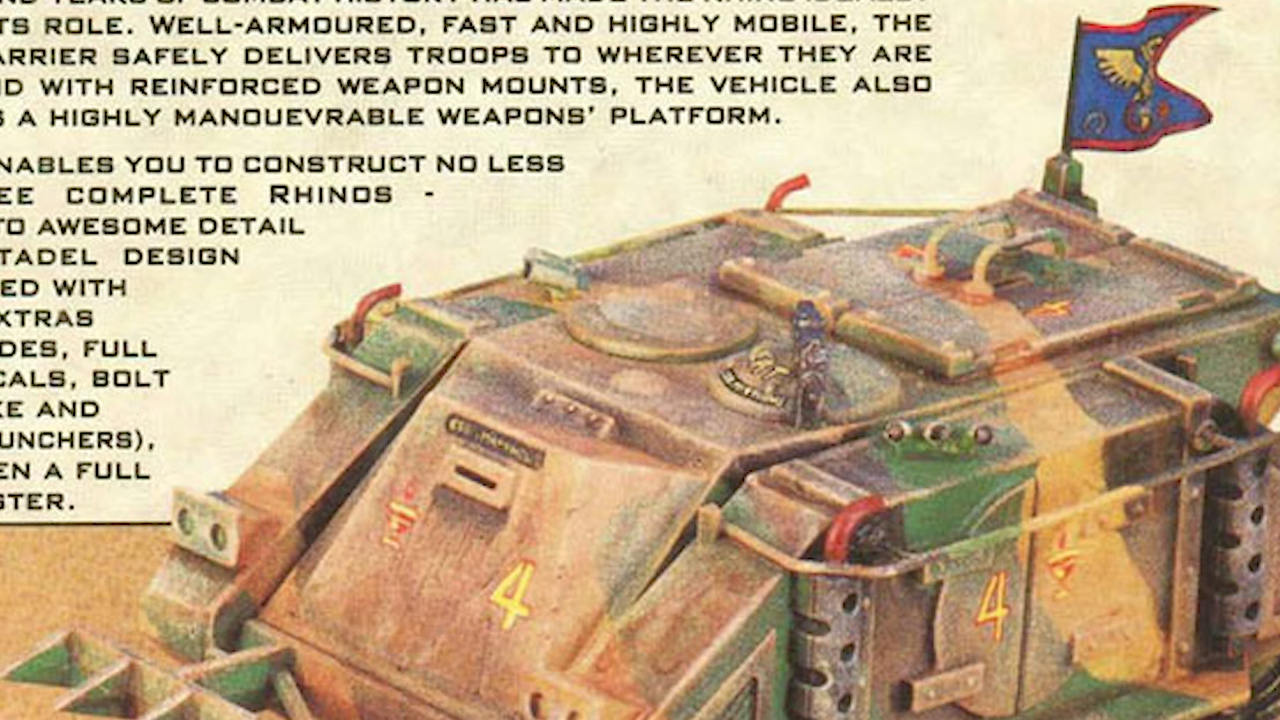 TS ROLE. WELL-ARMOURED, FAST AND HIGHLY MOBILE, THE
ARRIER SAFELY DELIVERS TROOPS TO WHEREVER THEY ARE
ND WITH REINFORCED WEAPON MOUNTS, THE VEHICLE ALSO
S A HIGHLY MANOUEVRABLE WEAPONS' PLATFORM.
NABLES YOU TO CONSTRUCT NO LESS
EE COMPLETE RHINOS -
TO AWESOME DETAIL
TADEL DESIGN
ED WITH
XTRAS
DES, FULL
CALS, BOLT
KE AND
UNCHERS),
EN A FULL
STER.
4
4